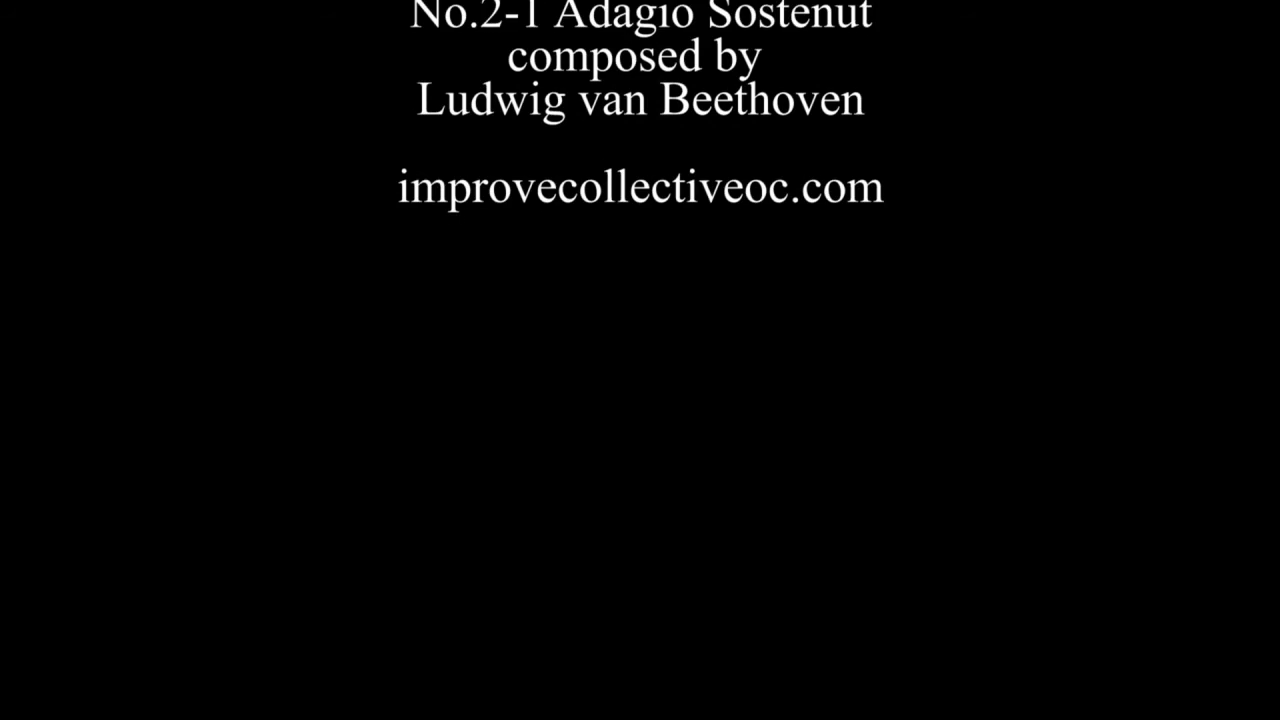 No.2-1 Adagio Sostenut
composed by
Ludwig van Beethoven
improvecollectiveoc.com